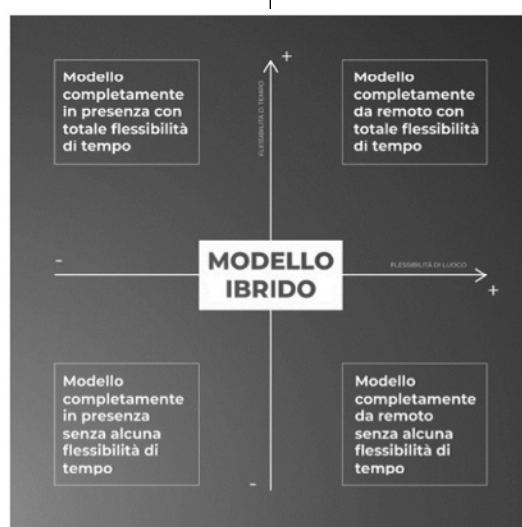 Modello
completamente
in presenza con
totale flessibilità
di tempo
+
FLESSIBILITÀ DI TEMPO
Modello
completamente
da remoto con
totale flessibilità
di tempo
-
MODELLO
IBRIDO
FLESSIBILITÀ DI LUOGO
+
Modello
completamente
in presenza
senza alcuna
flessibilità di
tempo
-
Modello
completamente
da remoto
senza alcuna
flessibilità di
tempo